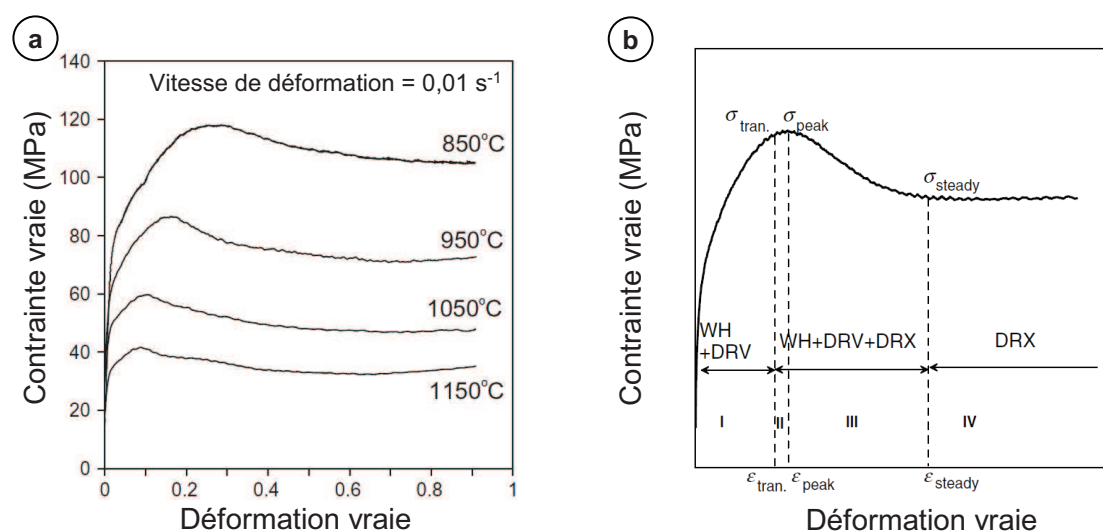 a
Contrainte vraie (MPa)
140
120
100
80
60
40
20
0
Vitesse de déformation = 0,01 s⁻¹
850°C
950°C
1050°C
1150°C
0 0.2 0.4 0.6 0.8 1
Déformation vraie
b
Contrainte vraie (MPa)
σtran. σpeak
σsteady
WH
+DRV
WH+DRV+DRX
DRX
I II III IV
εtran. εpeak εsteady
Déformation vraie